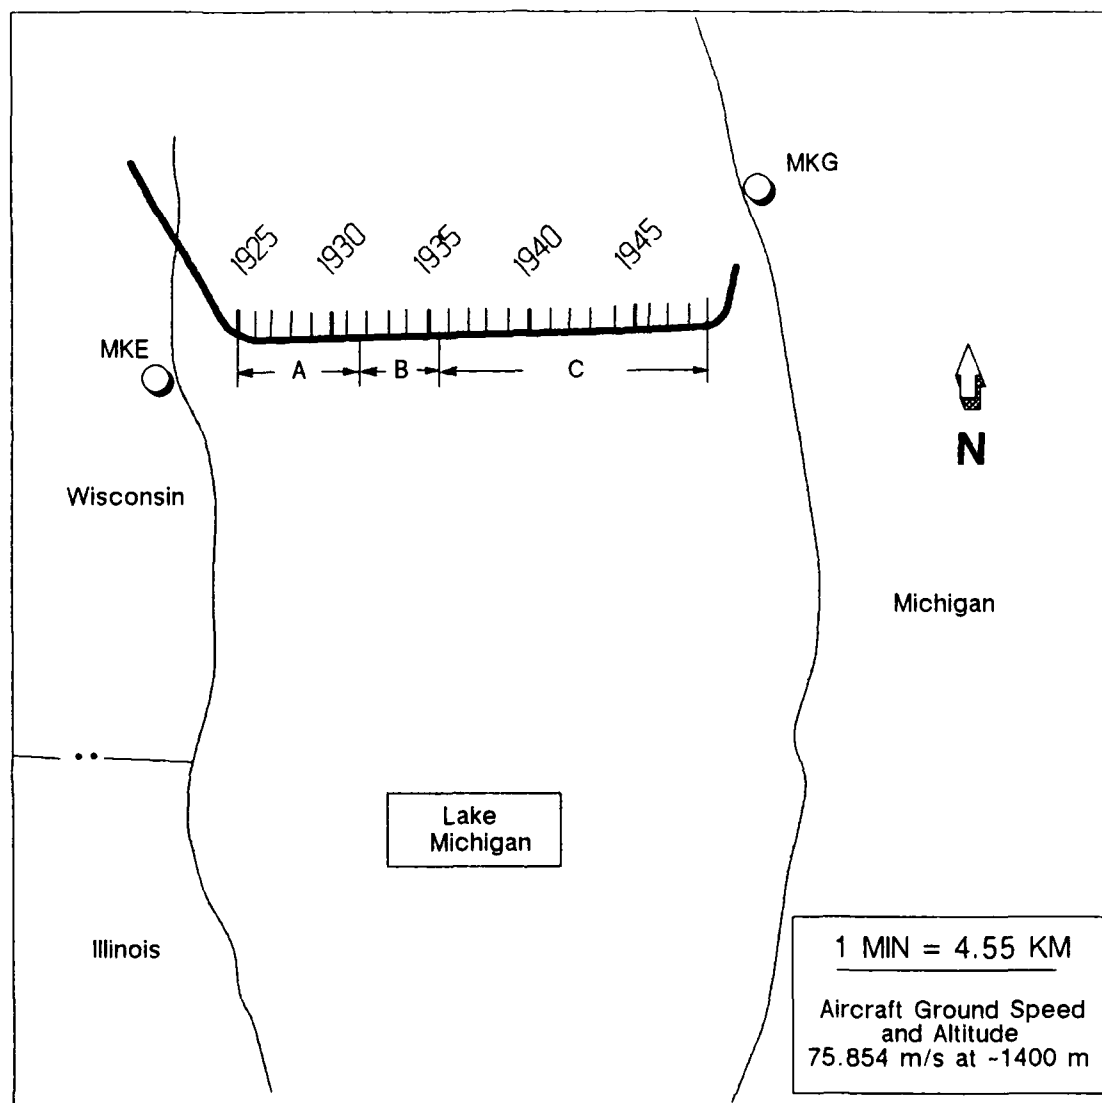 MKG
1925
1930
1935
1940
1945
MKE
A
B
C
N
Wisconsin
Michigan
Lake
Michigan
Illinois
1 MIN = 4.55 KM
Aircraft Ground Speed
and Altitude
75.854 m/s at ~1400 m